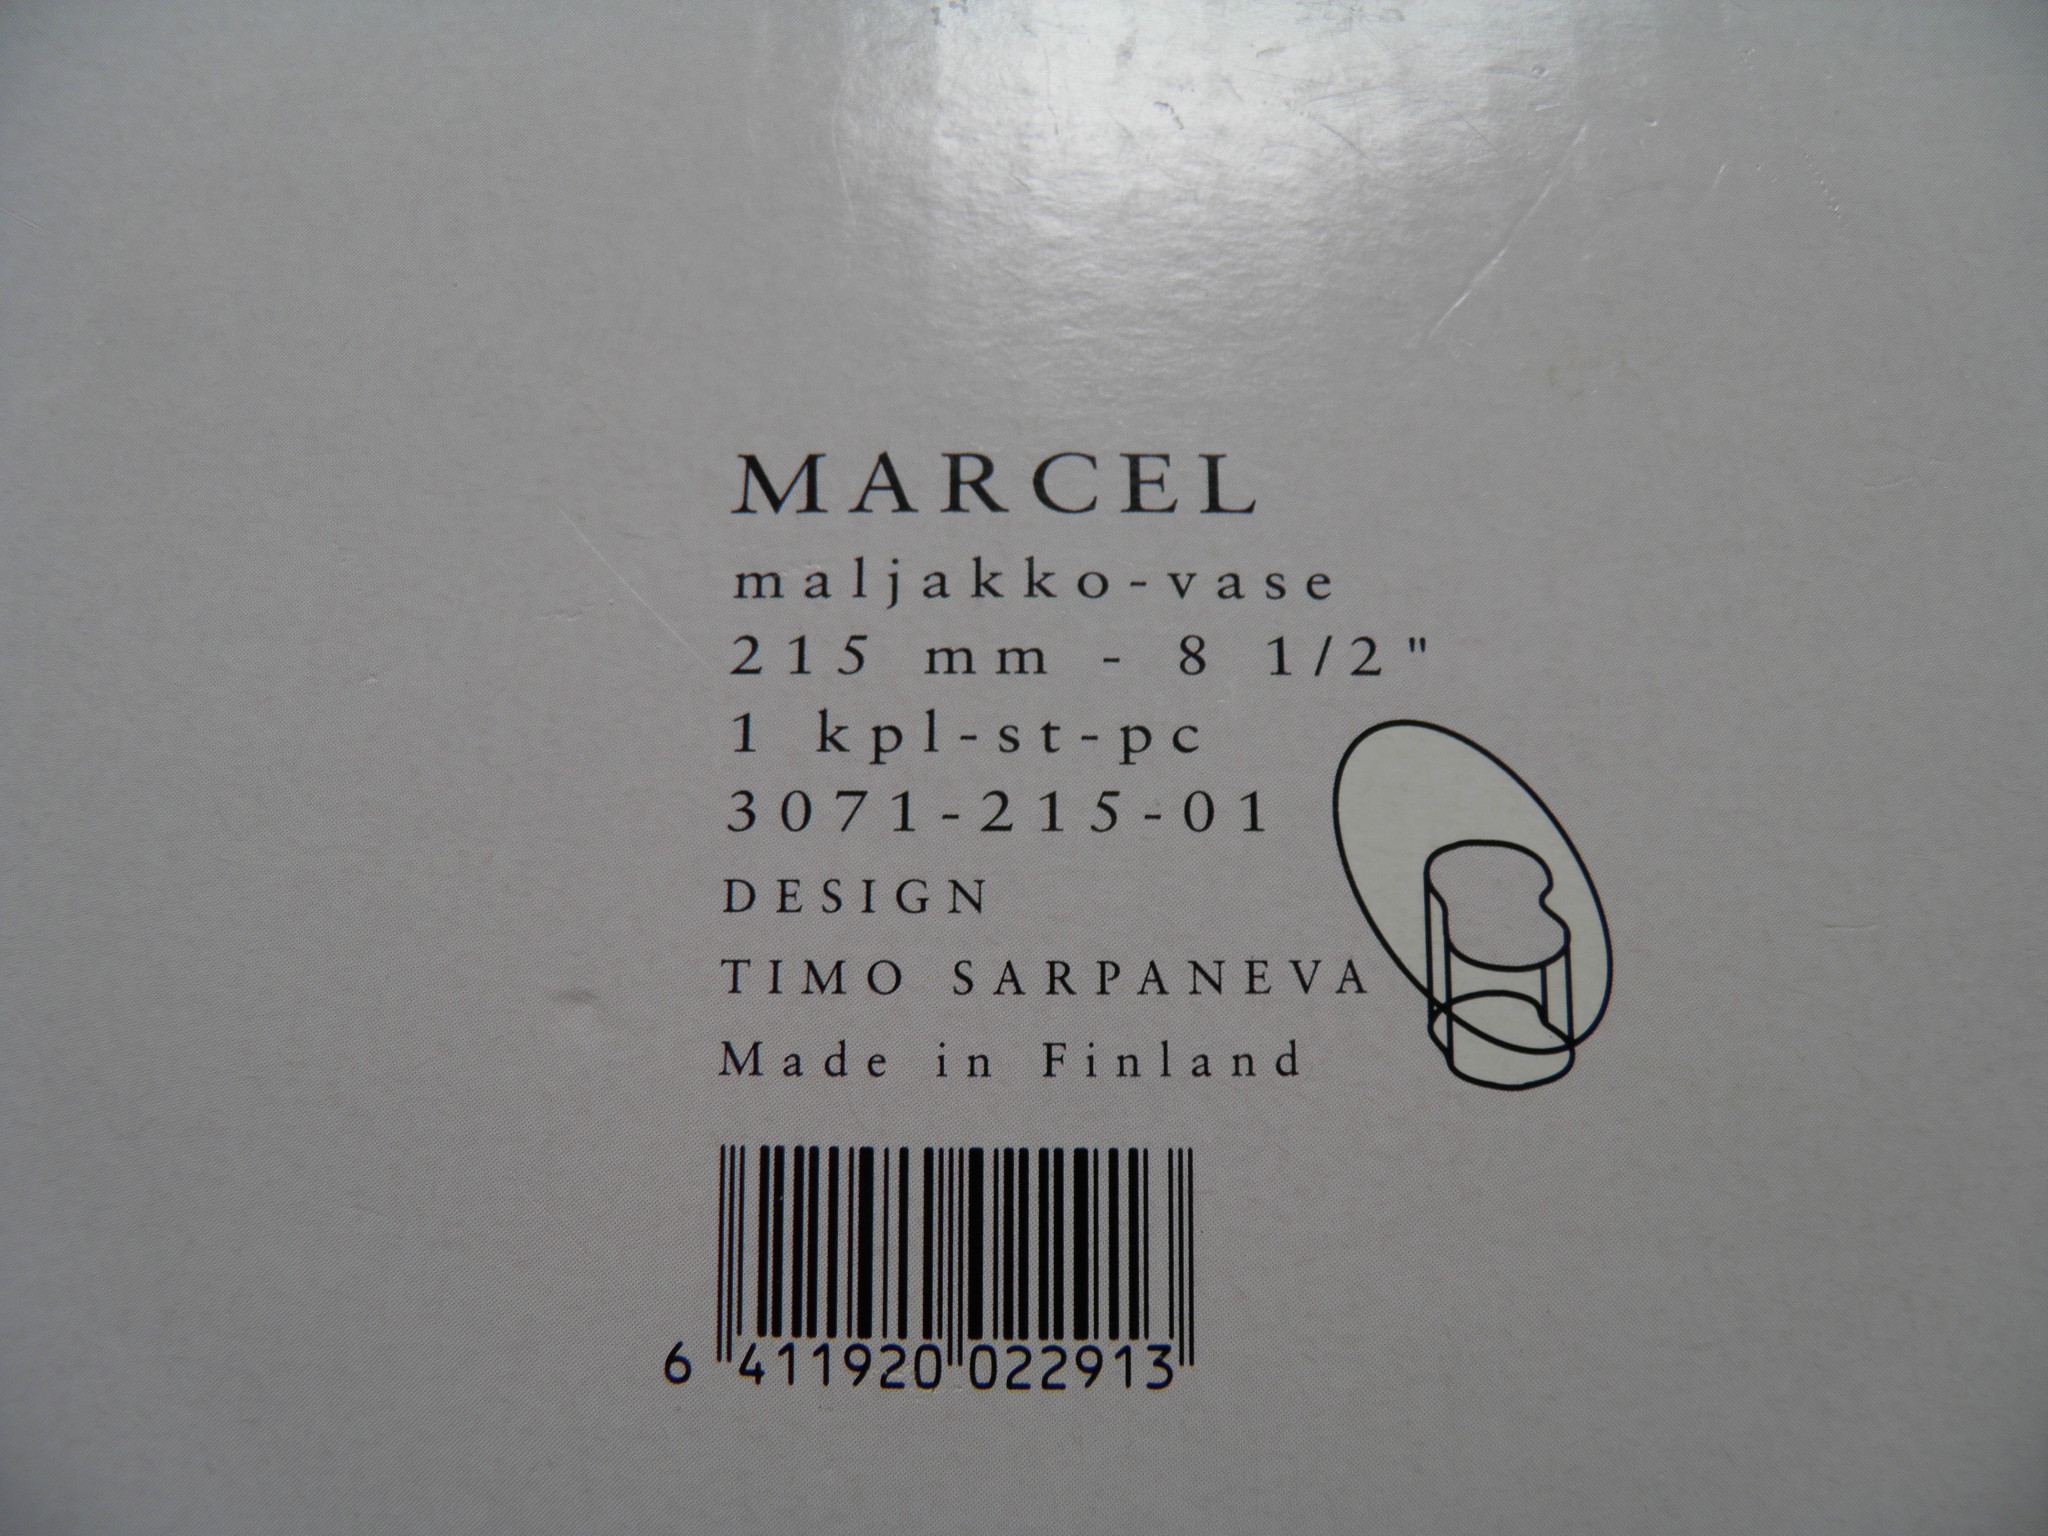 MARCEL
maljakko-vase
215 mm - 8 1/2"
1 kpl-st-pc
3071-215-01
DESIGN
TIMO SARPANEVA
Made in Finland
6 411920 022913